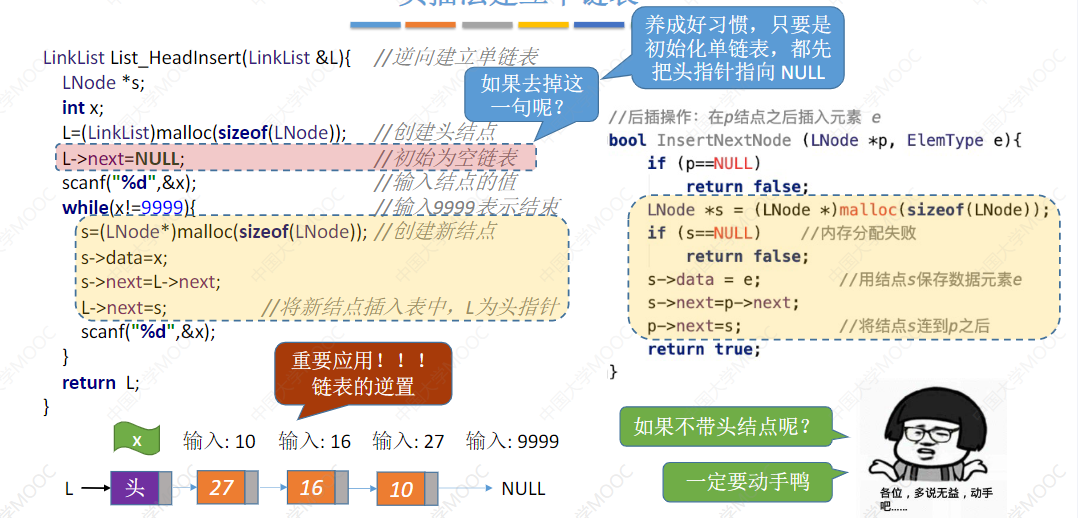 头插法建立单链表
养成好习惯，只要是
初始化单链表，都先
把头指针指向 NULL
如果去掉这
一句呢？
LinkList List_HeadInsert(LinkList &L){ //逆向建立单链表
LNode *s;
int x;
L=(LinkList)malloc(sizeof(LNode)); //创建头结点
L->next=NULL; //初始为空链表
scanf("%d",&x); //输入结点的值
while(x!=9999){ //输入9999表示结束
s=(LNode*)malloc(sizeof(LNode)); //创建新结点
s->data=x;
s->next=L->next;
L->next=s; //将新结点插入表中，L为头指针
scanf("%d",&x);
}
return L;
}
//后插操作：在p结点之后插入元素 e
bool InsertNextNode (LNode *p, ElemType e){
if (p==NULL)
return false;
LNode *s = (LNode *)malloc(sizeof(LNode));
if (s==NULL) //内存分配失败
return false;
s->data = e; //用结点s保存数据元素e
s->next=p->next;
p->next=s; //将结点s连到p之后
return true;
}
重要应用！！！
链表的逆置
x 输入: 10 输入: 16 输入: 27 输入: 9999
L 头 27 16 10 NULL
如果不带头结点呢？
一定要动手鸭
各位，多说无益，动手
吧......
中国大学MOOC